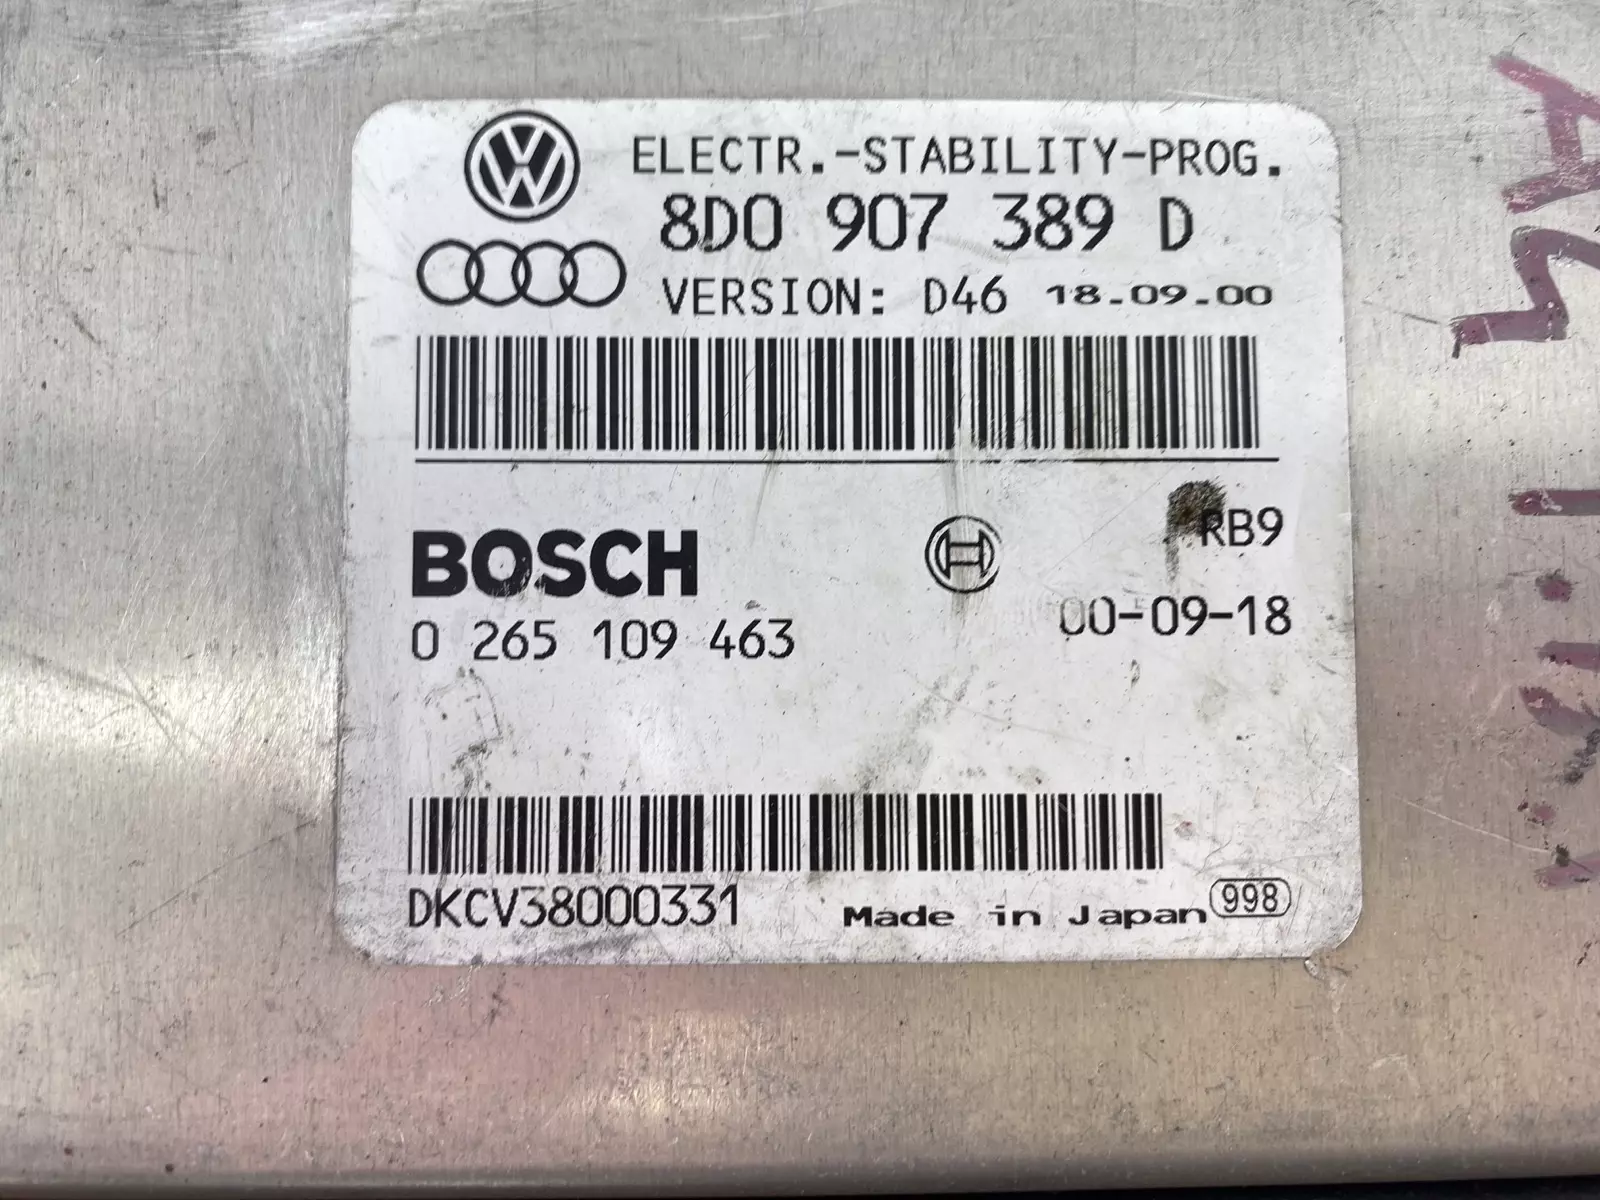 ELECTR.-STABILITY-PROG.
8D0 907 389 D
VERSION: D46 18.09.00
BOSCH
RB9
0 265 109 463
00-09-18
DKCV38000331
Made in Japan 998